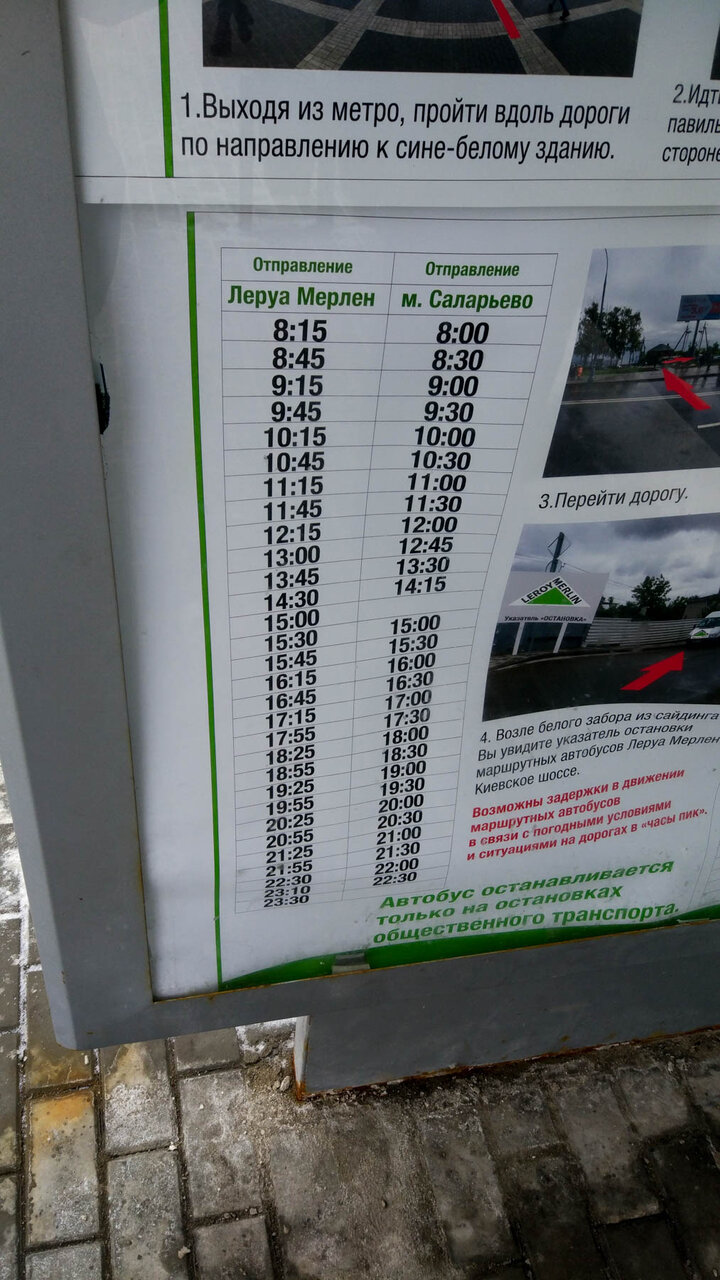 1.Выходя из метро, пройти вдоль дороги
по направлению к сине-белому зданию.
2.Идт
павиль
стороне
Отправление Отправление
Леруа Мерлен м. Саларьево
8:15 8:00
8:45 8:30
9:15 9:00
9:45 9:30
10:15 10:00
10:45 10:30
11:15 11:00
11:45 11:30
12:15 12:00
13:00 12:45
13:45 13:30
14:30 14:15
15:00
15:30 15:00
15:45 15:30
16:15 16:00
16:45 16:30
17:15 17:00
17:55 17:30
18:25 18:00
18:55 18:30
19:25 19:00
19:55 19:30
20:25 20:00
20:55 20:30
21:25 21:00
21:55 21:30
22:30 22:00
23:10 22:30
23:30
3.Перейти дорогу.
LEROY MERLIN
Указатель «ОСТАНОВКА»
4. Возле белого забора из сайдинга
Вы увидите указатель остановки
маршрутных автобусов Леруа Мерлен
Киевское шоссе.
Возможны задержки в движении
маршрутных автобусов
в связи с погодными условиями
и ситуациями на дорогах в «часы пик».
Автобус останавливается
только на остановках
общественного транспорта.